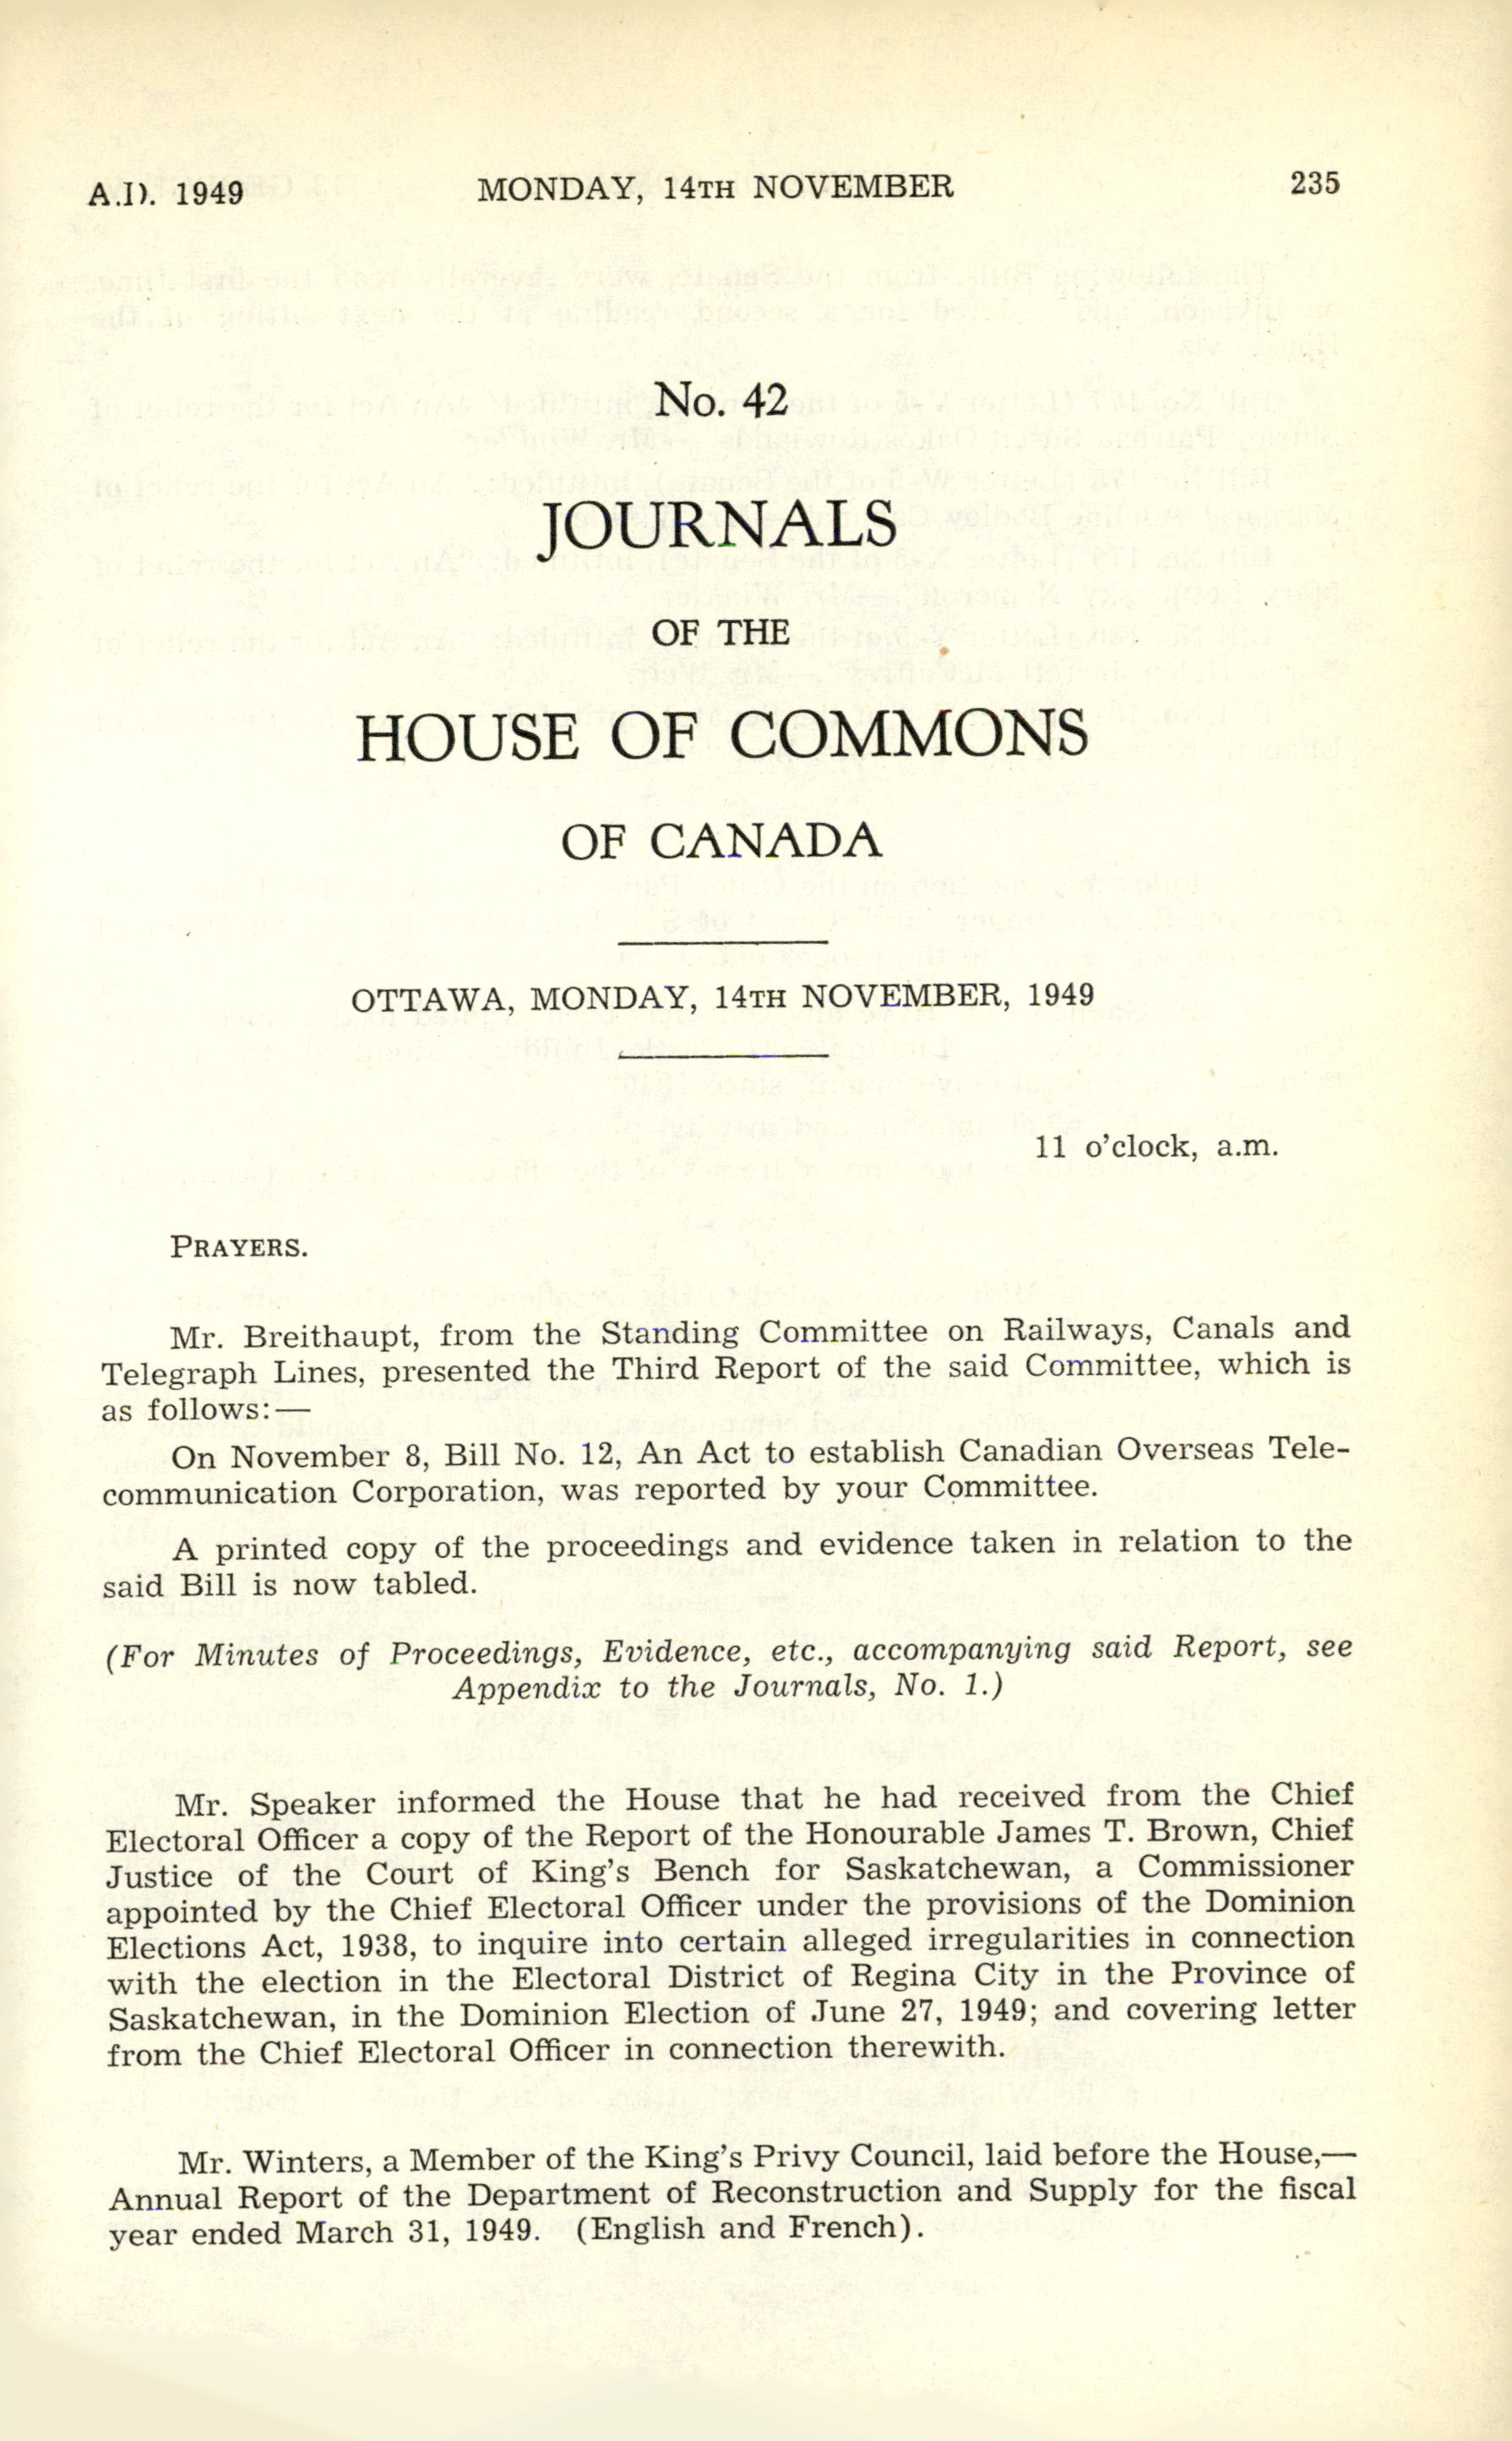 A.D. 1949 MONDAY, 14TH NOVEMBER 235
No. 42
JOURNALS
OF THE
HOUSE OF COMMONS
OF CANADA
OTTAWA, MONDAY, 14TH NOVEMBER, 1949
11 o'clock, a.m.
PRAYERS.
Mr. Breithaupt, from the Standing Committee on Railways, Canals and
Telegraph Lines, presented the Third Report of the said Committee, which is
as follows:—
On November 8, Bill No. 12, An Act to establish Canadian Overseas Tele-
communication Corporation, was reported by your Committee.
A printed copy of the proceedings and evidence taken in relation to the
said Bill is now tabled.
(For Minutes of Proceedings, Evidence, etc., accompanying said Report, see
Appendix to the Journals, No. 1.)
Mr. Speaker informed the House that he had received from the Chief
Electoral Officer a copy of the Report of the Honourable James T. Brown, Chief
Justice of the Court of King's Bench for Saskatchewan, a Commissioner
appointed by the Chief Electoral Officer under the provisions of the Dominion
Elections Act, 1938, to inquire into certain alleged irregularities in connection
with the election in the Electoral District of Regina City in the Province of
Saskatchewan, in the Dominion Election of June 27, 1949; and covering letter
from the Chief Electoral Officer in connection therewith.
Mr. Winters, a Member of the King's Privy Council, laid before the House,—
Annual Report of the Department of Reconstruction and Supply for the fiscal
year ended March 31, 1949. (English and French).